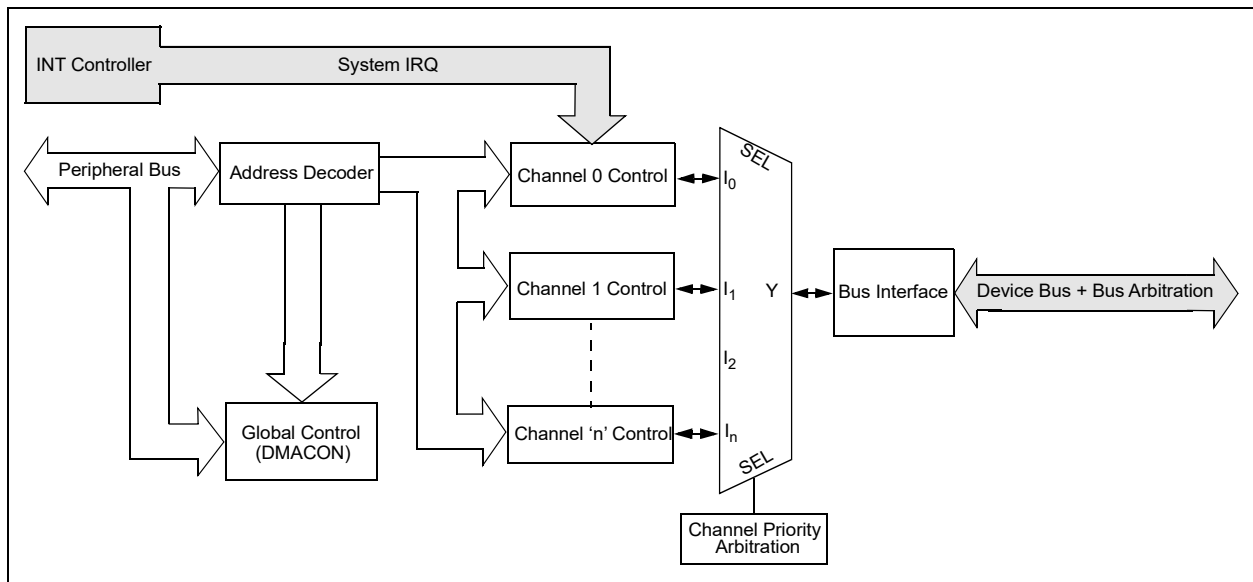 INT Controller
System IRQ
Peripheral Bus
Address Decoder
Channel 0 Control
SEL
I0
Channel 1 Control
I1
Y
Bus Interface
Device Bus + Bus Arbitration
I2
Global Control
(DMACON)
Channel ‘n’ Control
In
SEL
Channel Priority
Arbitration